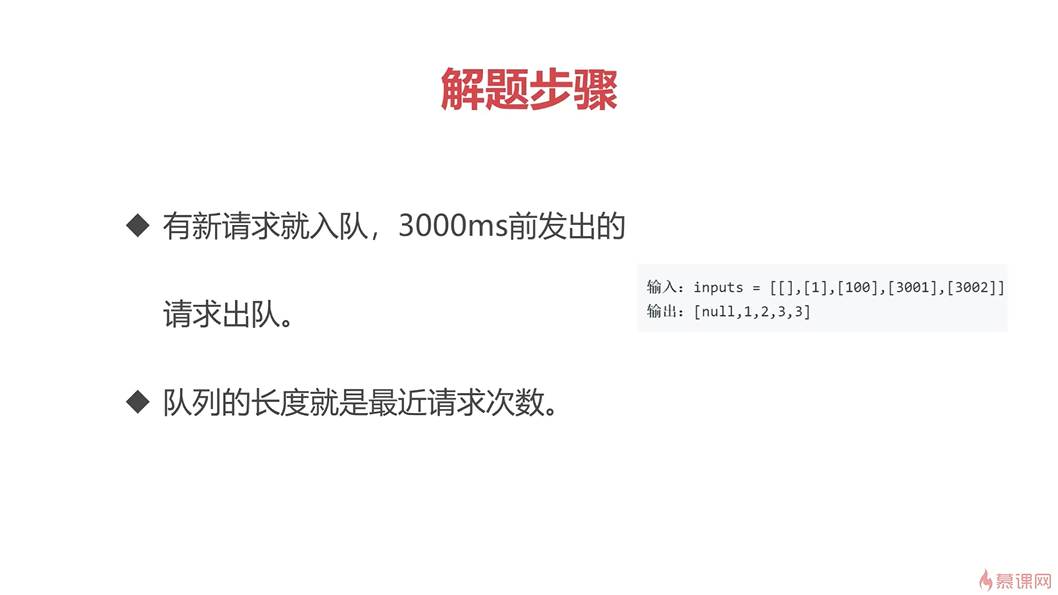 解题步骤
◆ 有新请求就入队，3000ms前发出的
请求出队。
输入：inputs = [[],[1],[100],[3001],[3002]]
输出：[null,1,2,3,3]
◆ 队列的长度就是最近请求次数。
慕课网